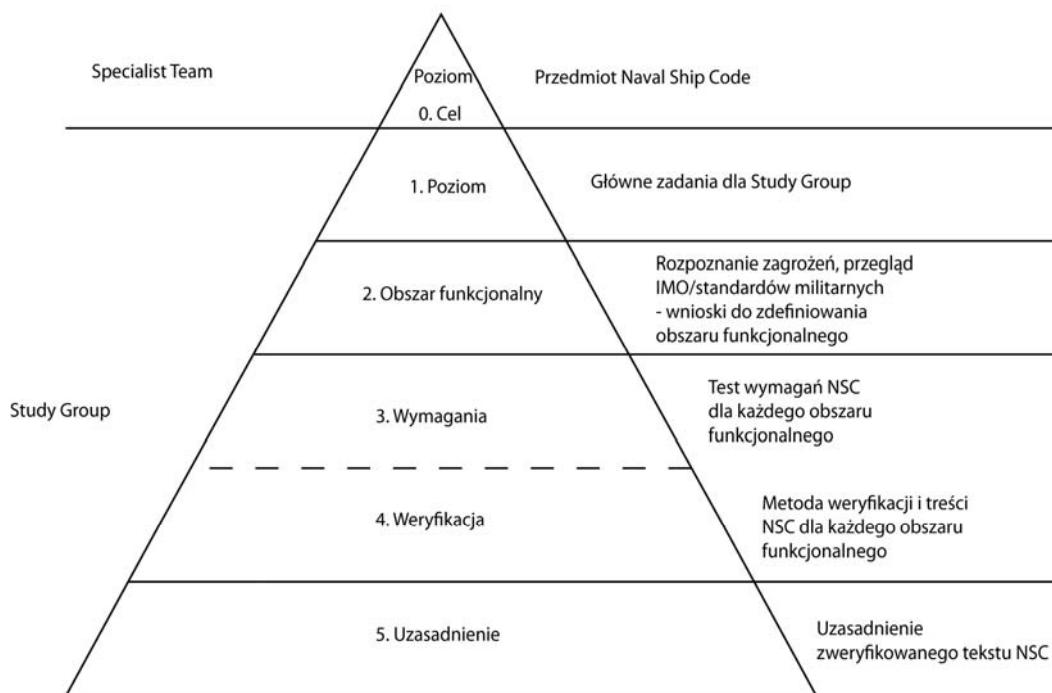 Specialist Team
Poziom
0. Cel
Przedmiot Naval Ship Code
1. Poziom
Główne zadania dla Study Group
2. Obszar funkcjonalny
Rozpoznanie zagrożeń, przegląd
IMO/standardów militarnych
- wnioski do zdefiniowania
obszaru funkcjonalnego
Study Group
3. Wymagania
Test wymagań NSC
dla każdego obszaru
funkcjonalnego
4. Weryfikacja
Metoda weryfikacji i treści
NSC dla każdego obszaru
funkcjonalnego
5. Uzasadnienie
Uzasadnienie
zweryfikowanego tekstu NSC